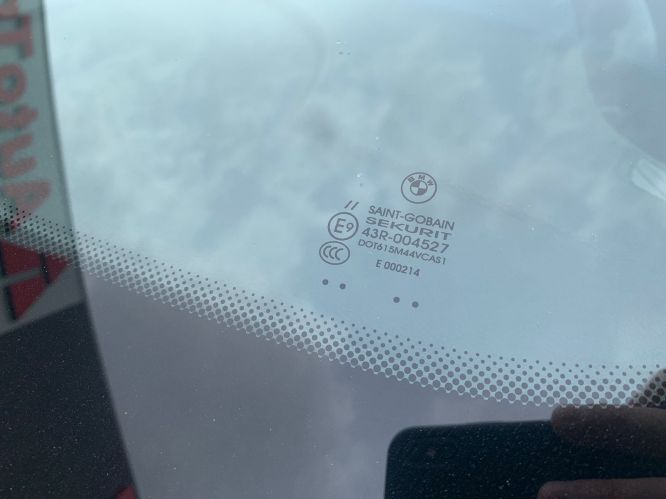 BMW
//
SAINT-GOBAIN
SEKURIT
E9
43R-004527
CCC
DOT615M44VCAS1
E 000214